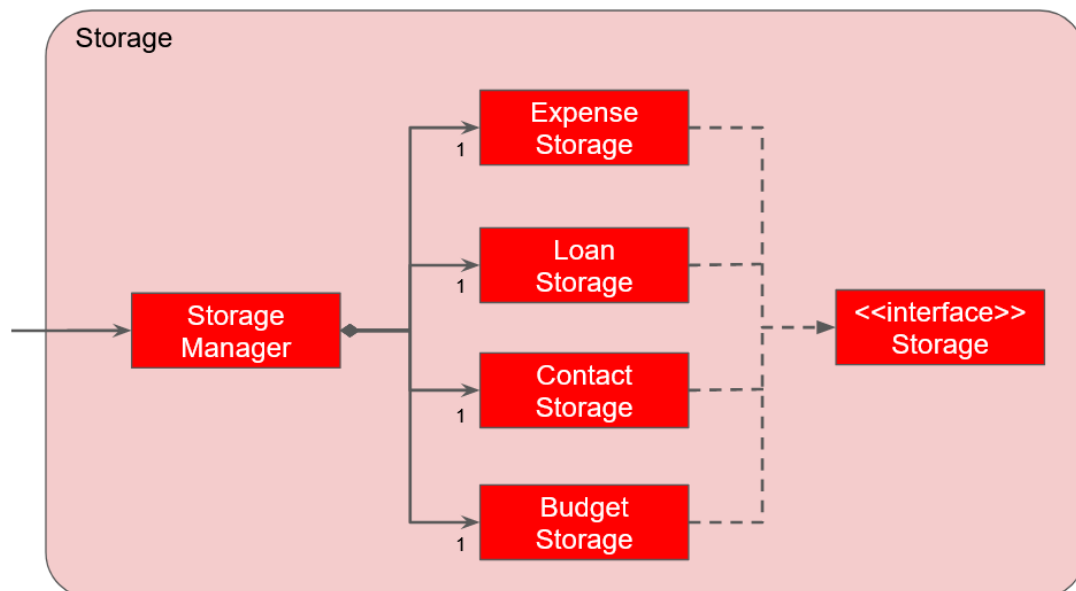 Storage
Expense
Storage
1
Loan
Storage
1
Storage
Manager
<<interface>>
Storage
Contact
Storage
1
Budget
Storage
1